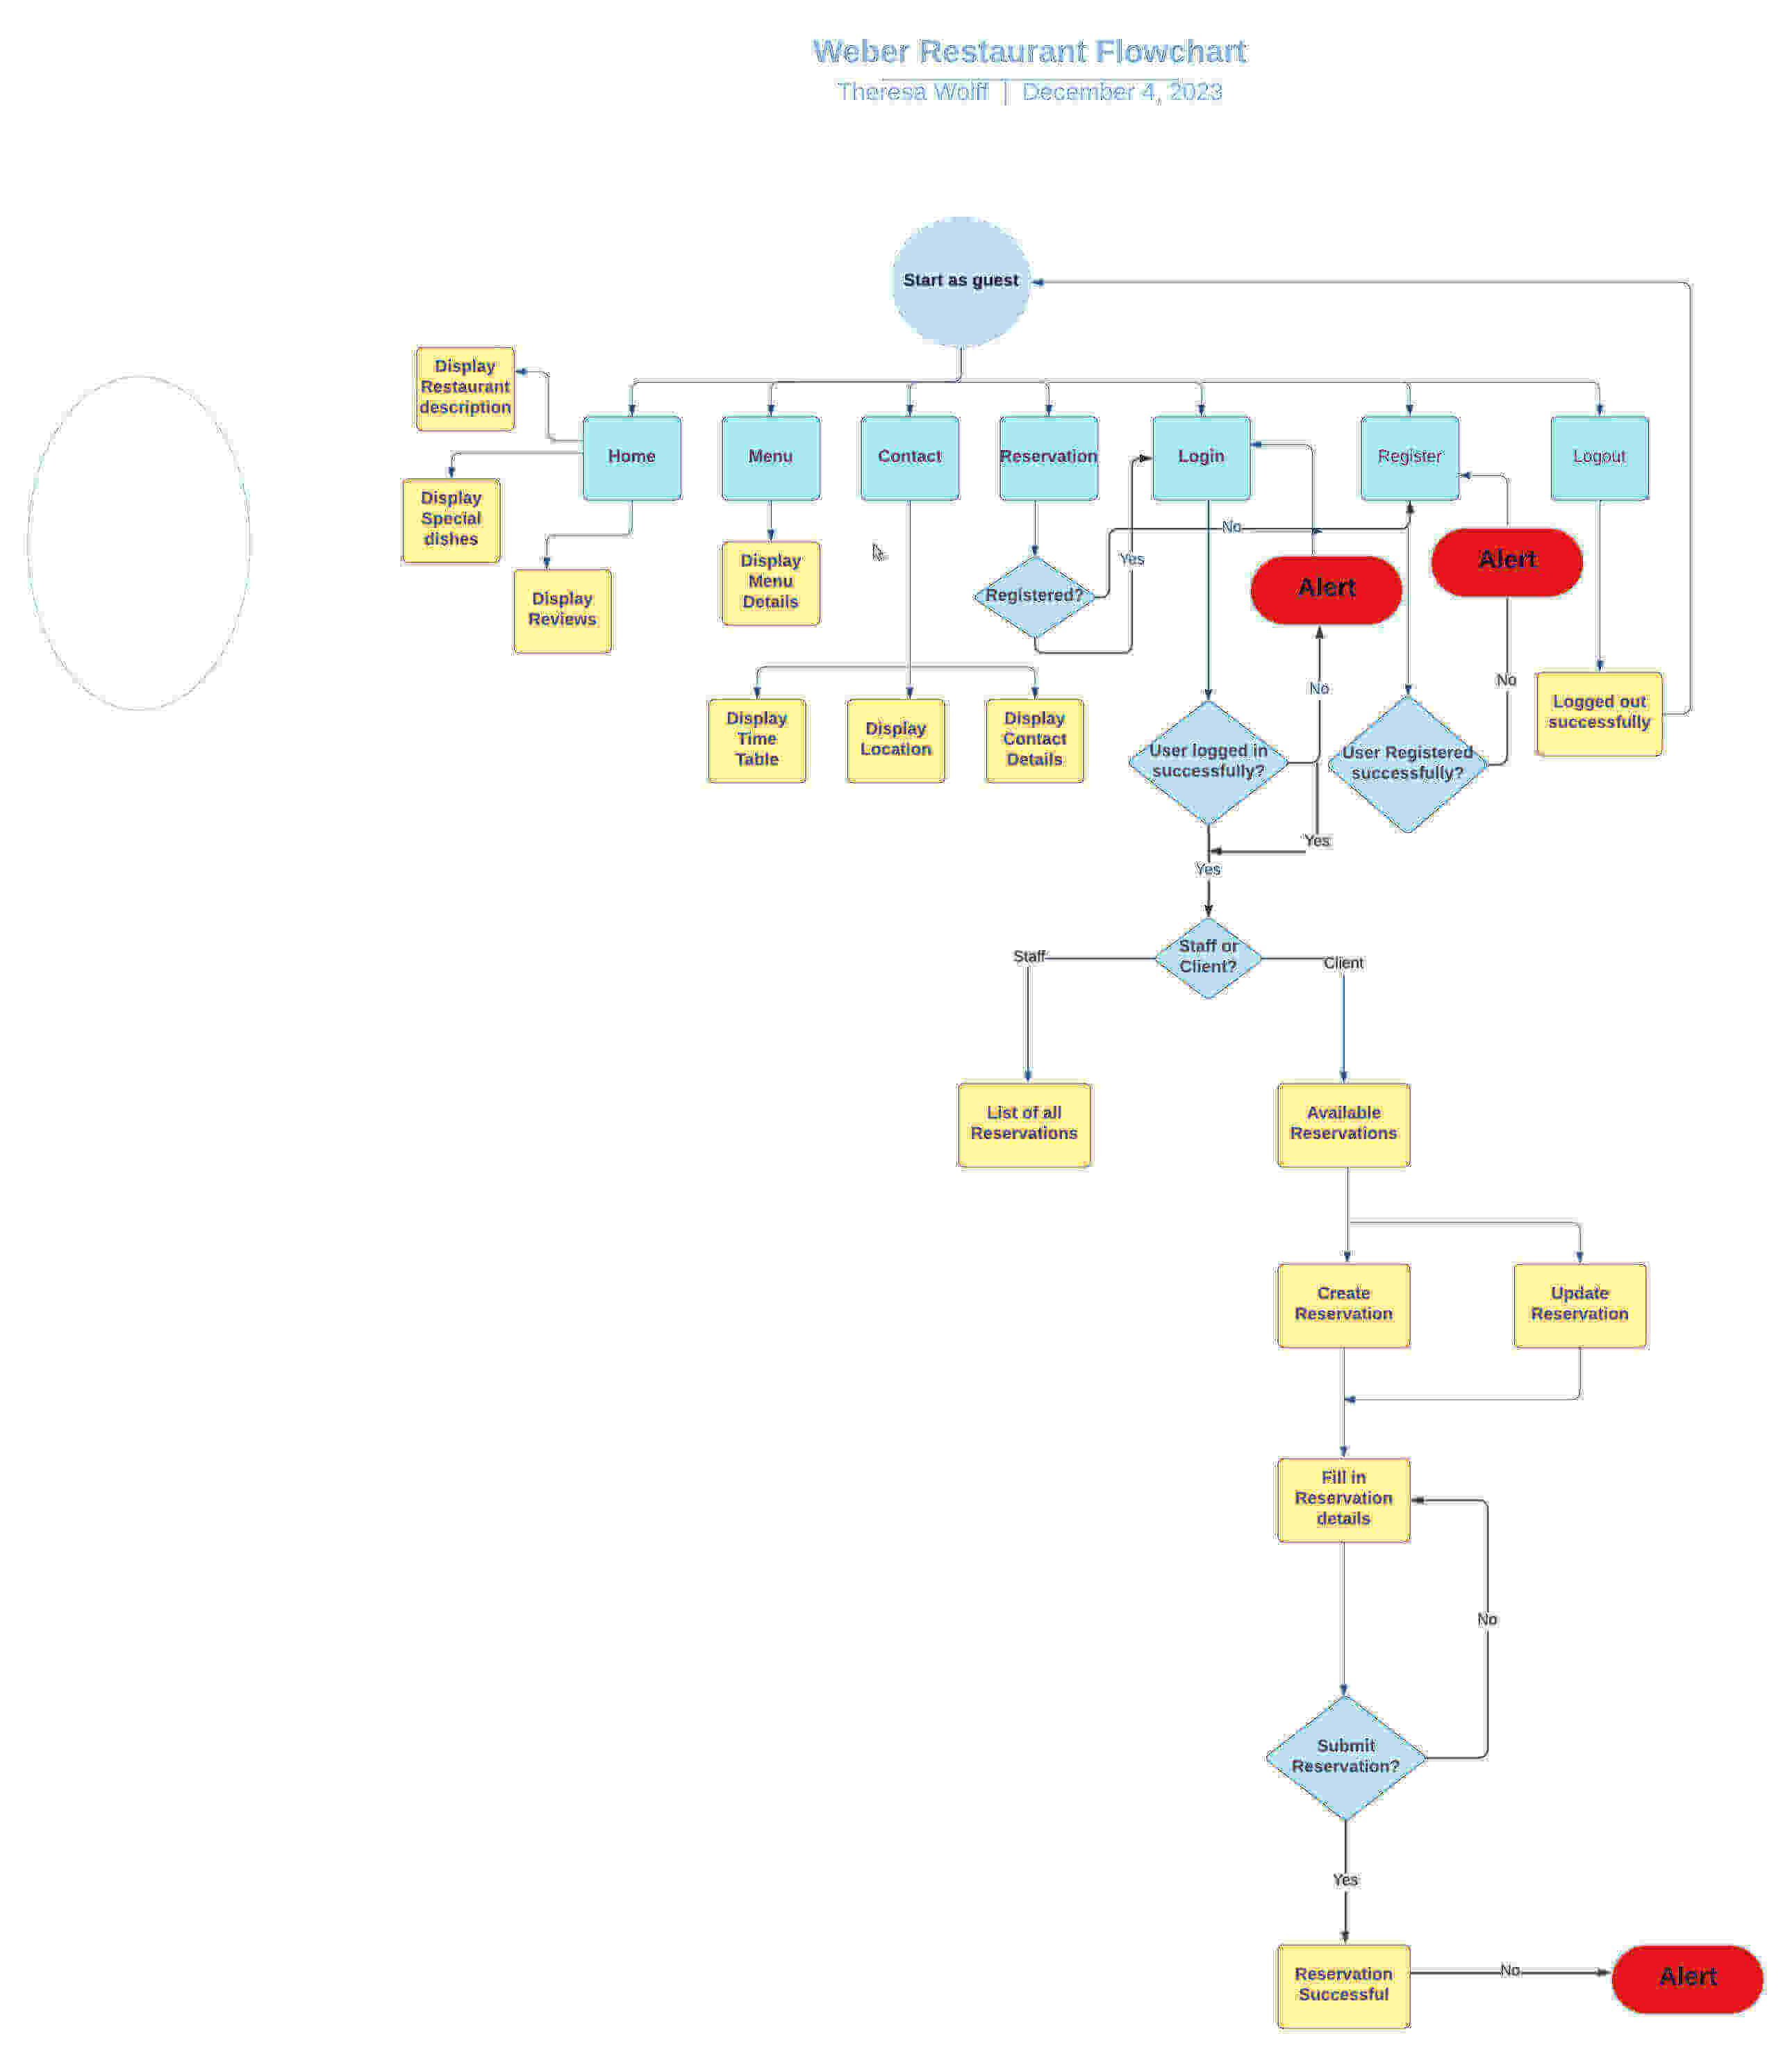 Weber Restaurant Flowchart
Theresa Wolff | December 4, 2023
Start as guest
Display
Restaurant
description
Home
Menu
Contact
Reservation
Login
Register
Logout
Display
Special
dishes
Display
Reviews
Display
Menu
Details
Registered?
Yes
No
Alert
Alert
Display
Time
Table
Display
Location
Display
Contact
Details
User logged in
successfully?
No
User Registered
successfully?
No
Logged out
successfully
Yes
Yes
Staff or
Client?
Staff
Client
List of all
Reservations
Available
Reservations
Create
Reservation
Update
Reservation
Fill in
Reservation
details
No
Submit
Reservation?
Yes
Reservation
Successful
No
Alert